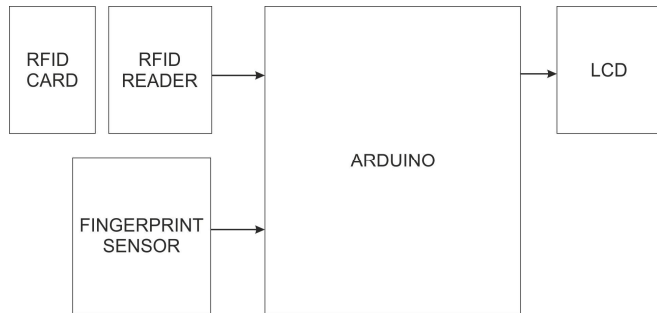 RFID
CARD
RFID
READER
LCD
ARDUINO
FINGERPRINT
SENSOR